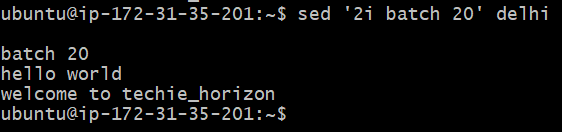 ubuntu@ip-172-31-35-201:~$ sed '2i batch 20' delhi

batch 20
hello world
welcome to techie_horizon
ubuntu@ip-172-31-35-201:~$